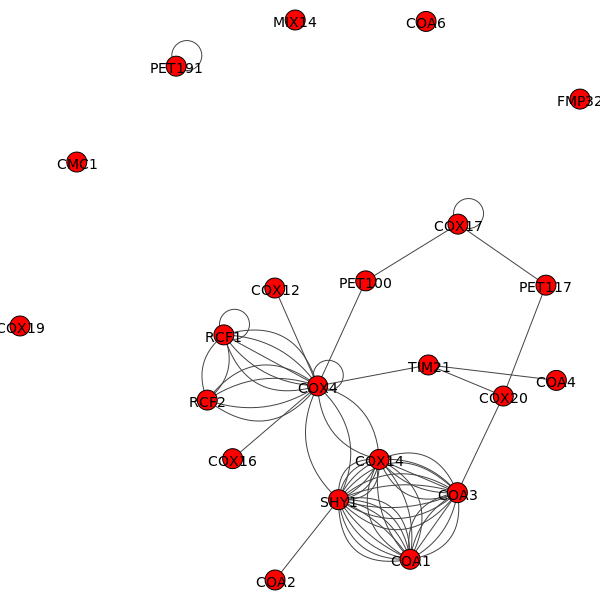 MIX14
COA6
PET191
FMP32
CMC1
COX17
PET100
PET117
COX12
COX19
RCF1
TIM21
COA4
COX4
COX20
RCF2
COX16
COX14
COA3
SHY1
COA1
COA2